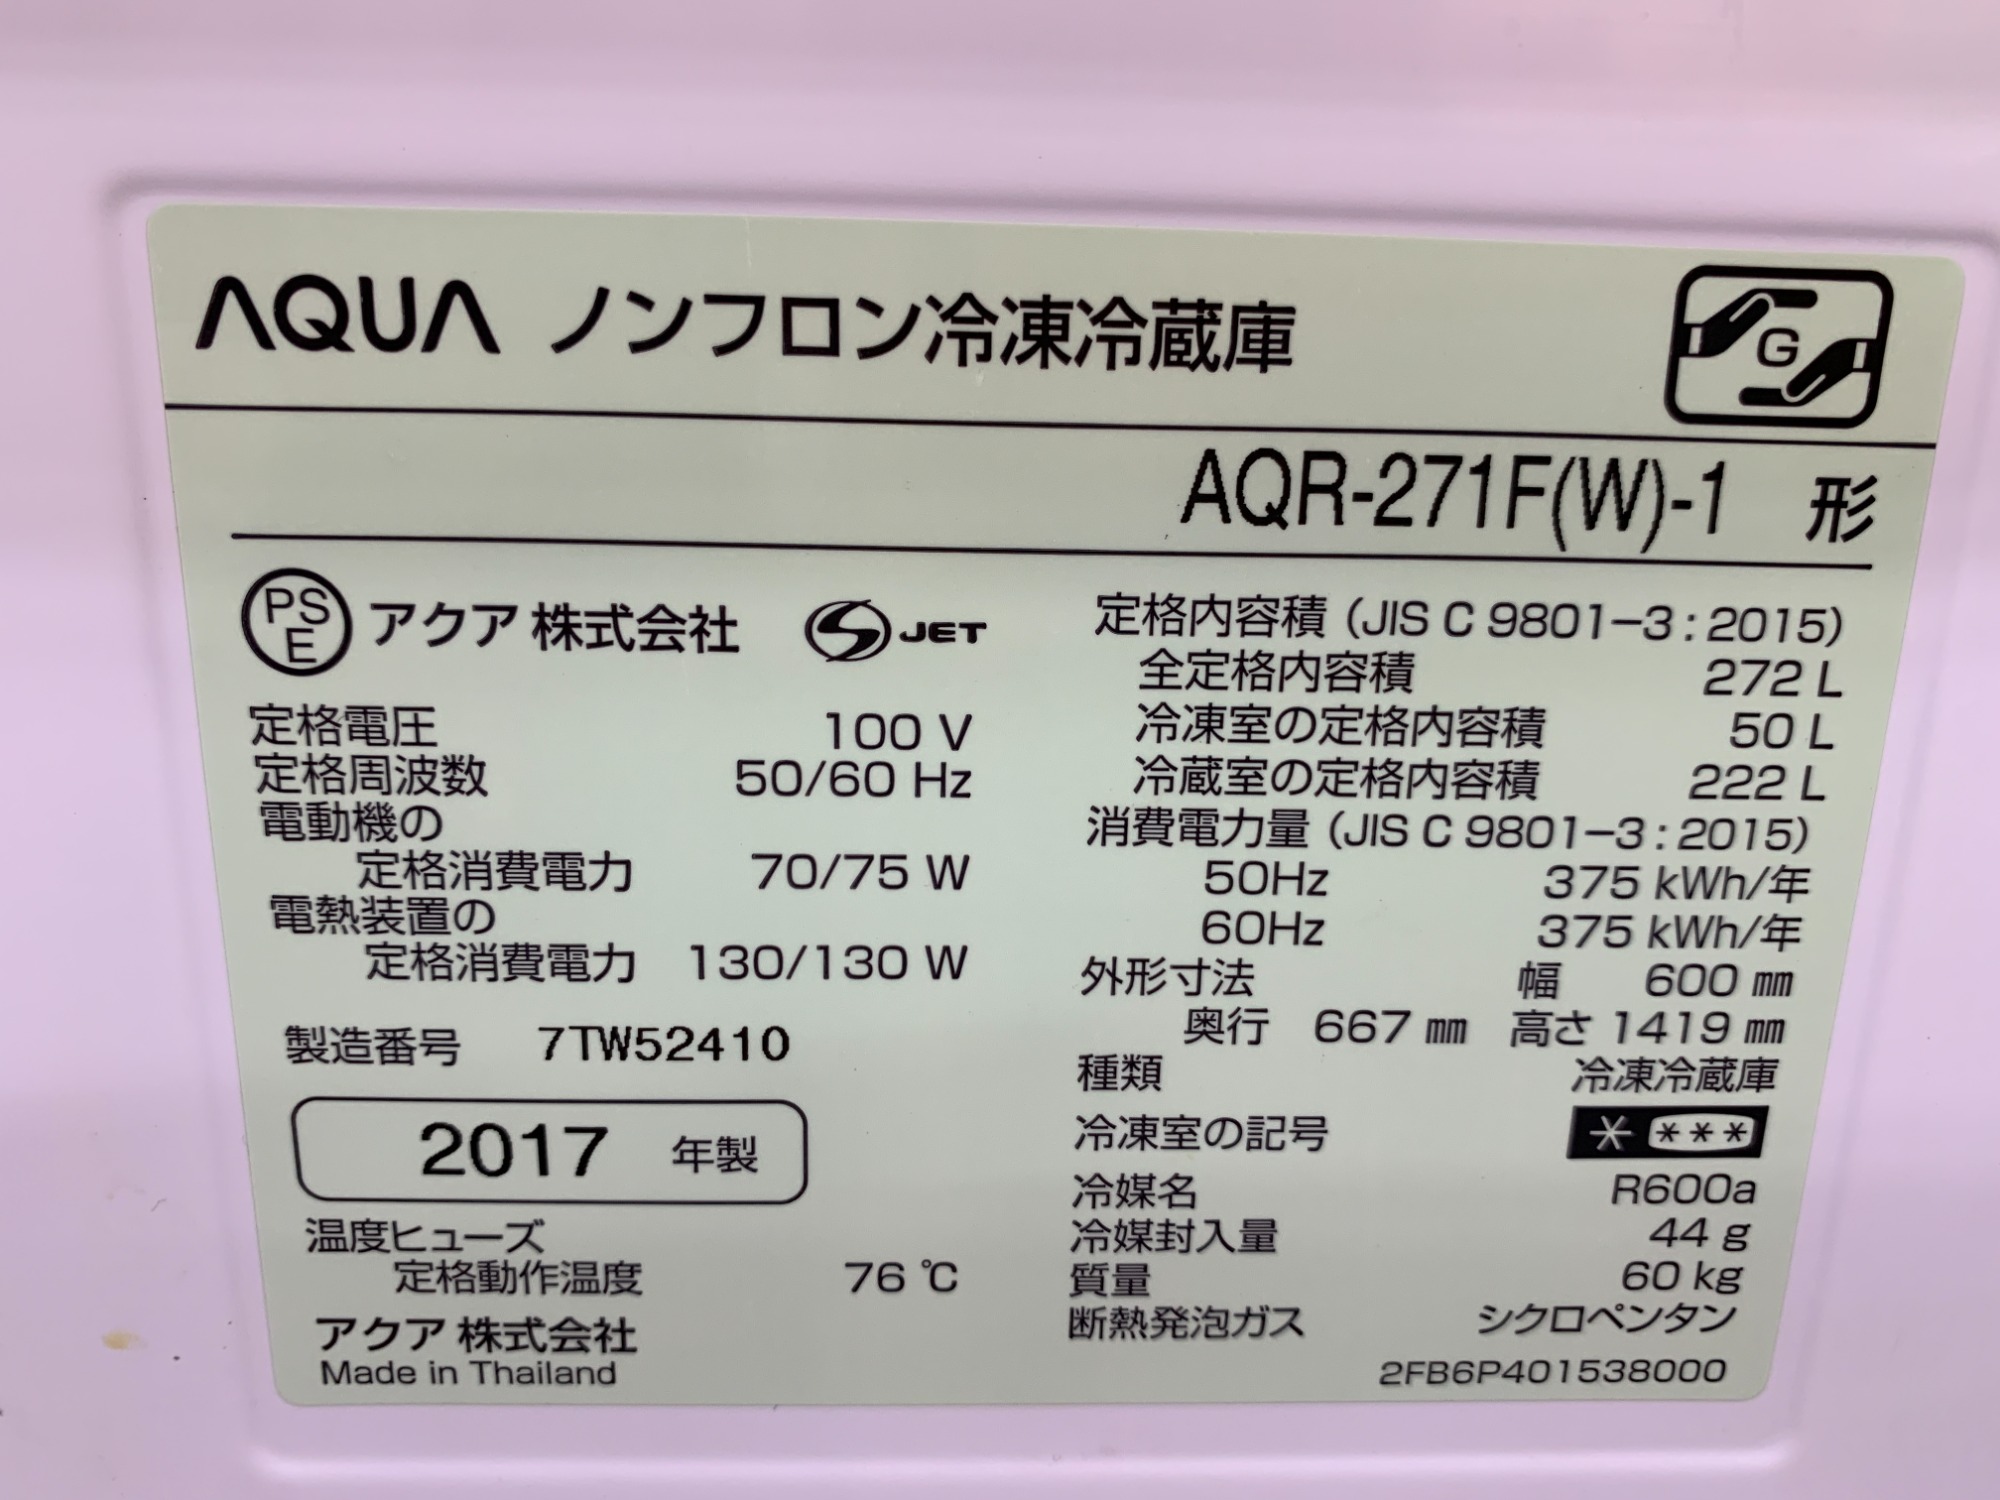 AQUA ノンフロン冷凍冷蔵庫
G
AQR-271F(W)-1 形
PS E アクア 株式会社 S JET
定格電圧 100 V
定格周波数 50/60 Hz
電動機の
定格消費電力 70/75 W
電熱装置の
定格消費電力 130/130 W
製造番号 7TW52410
2017 年製
温度ヒューズ
定格動作温度 76 ℃
アクア 株式会社
Made in Thailand
定格内容積 (JIS C 9801-3 : 2015)
全定格内容積 272 L
冷凍室の定格内容積 50 L
冷蔵室の定格内容積 222 L
消費電力量 (JIS C 9801-3 : 2015)
50Hz 375 kWh/年
60Hz 375 kWh/年
外形寸法 幅 600 ㎜
奥行 667 ㎜ 高さ 1419 ㎜
種類 冷凍冷蔵庫
冷凍室の記号 * ***
冷媒名 R600a
冷媒封入量 44 g
質量 60 kg
断熱発泡ガス シクロペンタン
2FB6P401538000